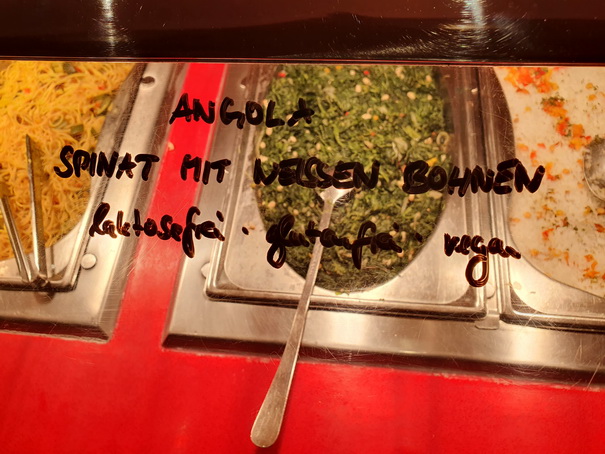 ANGOLA
SPINAT MIT WEISSEN BOHNEN
laktosefrei · glutenfrei · vegan